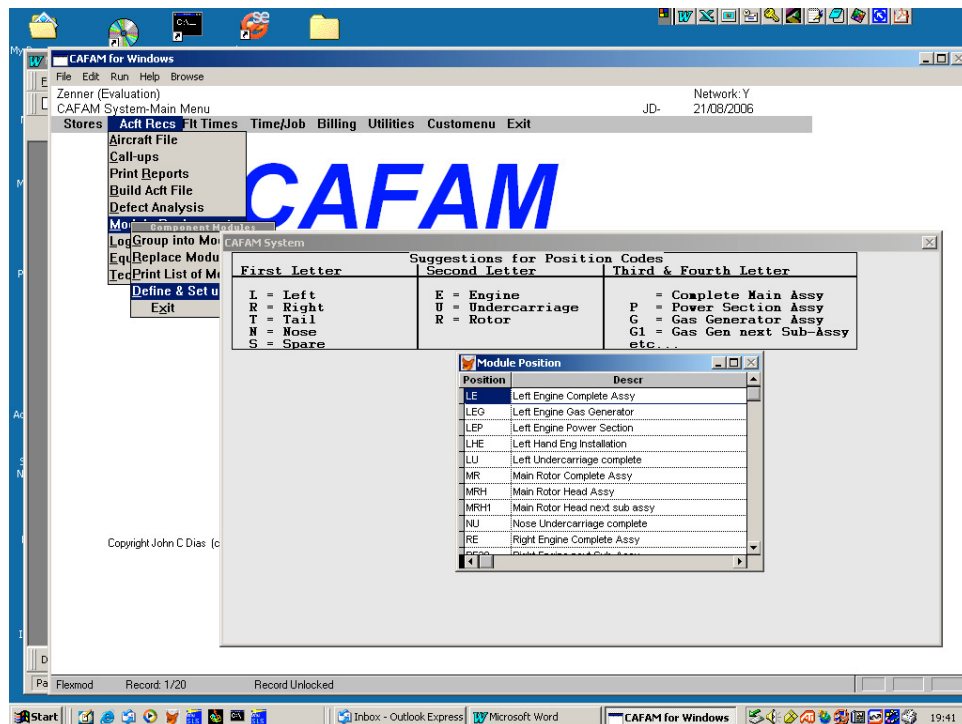 My
CAFAM for Windows
File Edit Run Help Browse
Zenner (Evaluation) Network: Y
CAFAM System-Main Menu JD- 21/08/2006
Stores Acft Recs Flt Times Time/Job Billing Utilities Customenu Exit
Aircraft File
Call-ups
Print Reports
Build Acft File
Defect Analysis
CAFAM
Component Modules
Group into Mo
Replace Modu
Print List of M
Define & Set u
Exit
CAFAM System
Suggestions for Position Codes
First Letter Second Letter Third & Fourth Letter
L = Left E = Engine = Complete Main Assy
R = Right U = Undercarriage P = Power Section Assy
T = Tail R = Rotor G = Gas Generator Assy
N = Nose G1 = Gas Gen next Sub-Assy
S = Spare etc...
Module Position
Position Descr
LE Left Engine Complete Assy
LEG Left Engine Gas Generator
LEP Left Engine Power Section
LHE Left Hand Eng Installation
LU Left Undercarriage complete
MR Main Rotor Complete Assy
MRH Main Rotor Head Assy
MRH1 Main Rotor Head next sub assy
NU Nose Undercarriage complete
RE Right Engine Complete Assy
Copyright John C Dias (c
Flexmod Record: 1/20 Record Unlocked
Start Inbox - Outlook Express Microsoft Word CAFAM for Windows 19:41